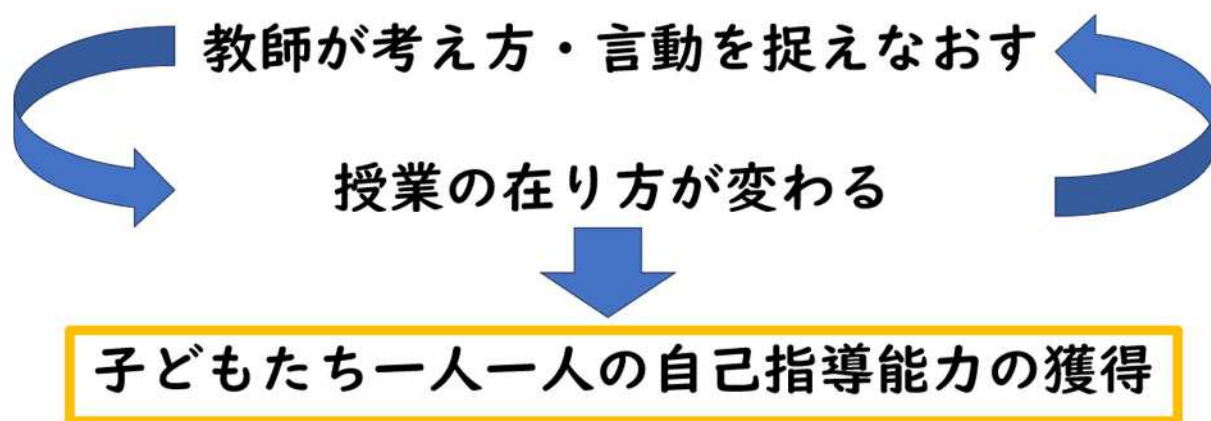 教師が考え方・言動を捉えなおす
授業の在り方が変わる
子どもたち一人一人の自己指導能力の獲得